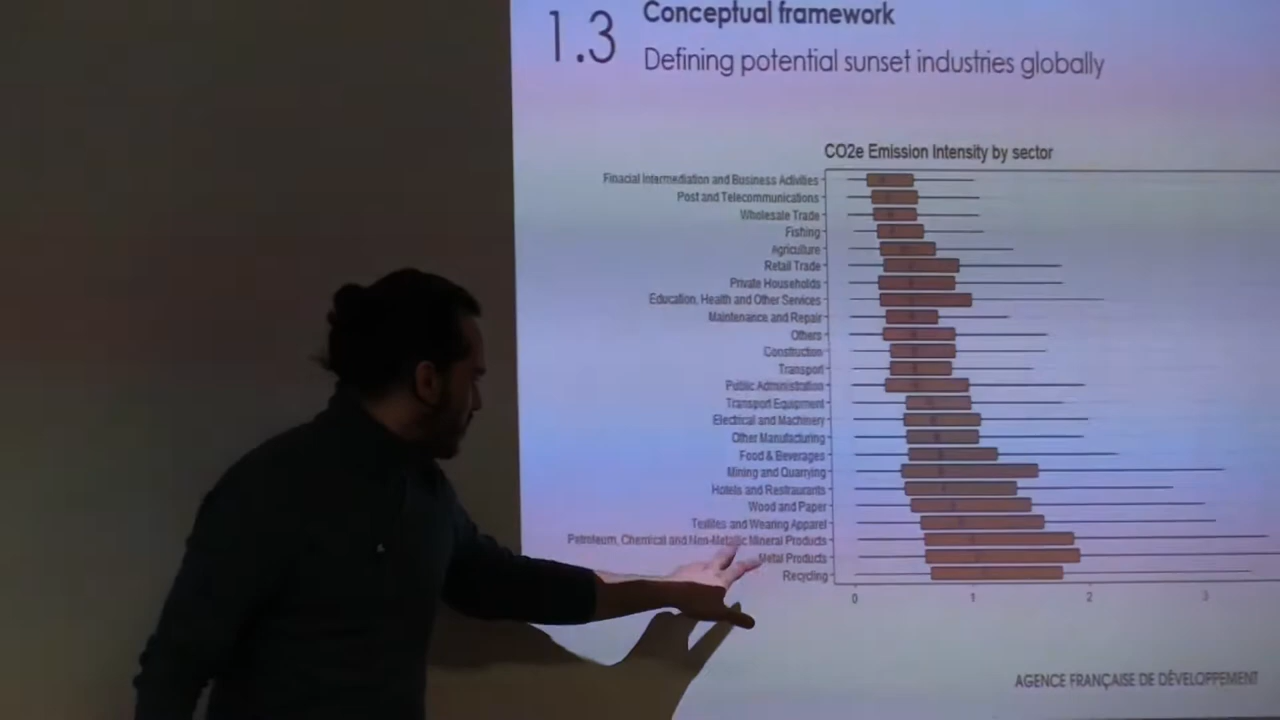 1.3
Conceptual framework
Defining potential sunset industries globally
CO2e Emission Intensity by sector
Finacial Intermediation and Business Activities
Post and Telecommunications
Wholesale Trade
Fishing
Agriculture
Retail Trade
Private Households
Education, Health and Other Services
Maintenance and Repair
Others
Construction
Transport
Public Administration
Transport Equipment
Electrical and Machinery
Other Manufacturing
Food & Beverages
Mining and Quarrying
Hotels and Restraurants
Wood and Paper
Textiles and Wearing Apparel
Petroleum, Chemical and Non-Metallic Mineral Products
Metal Products
Recycling
0 1 2 3
AGENCE FRANÇAISE DE DÉVELOPPEMENT